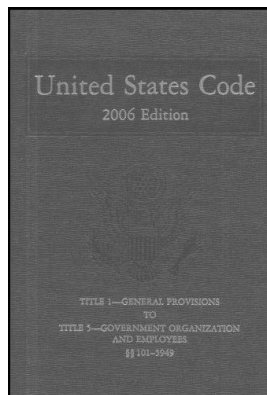 United States Code
2006 Edition
TITLE 1—GENERAL PROVISIONS
TO
TITLE 5—GOVERNMENT ORGANIZATION
AND EMPLOYEES
§§ 101–5949